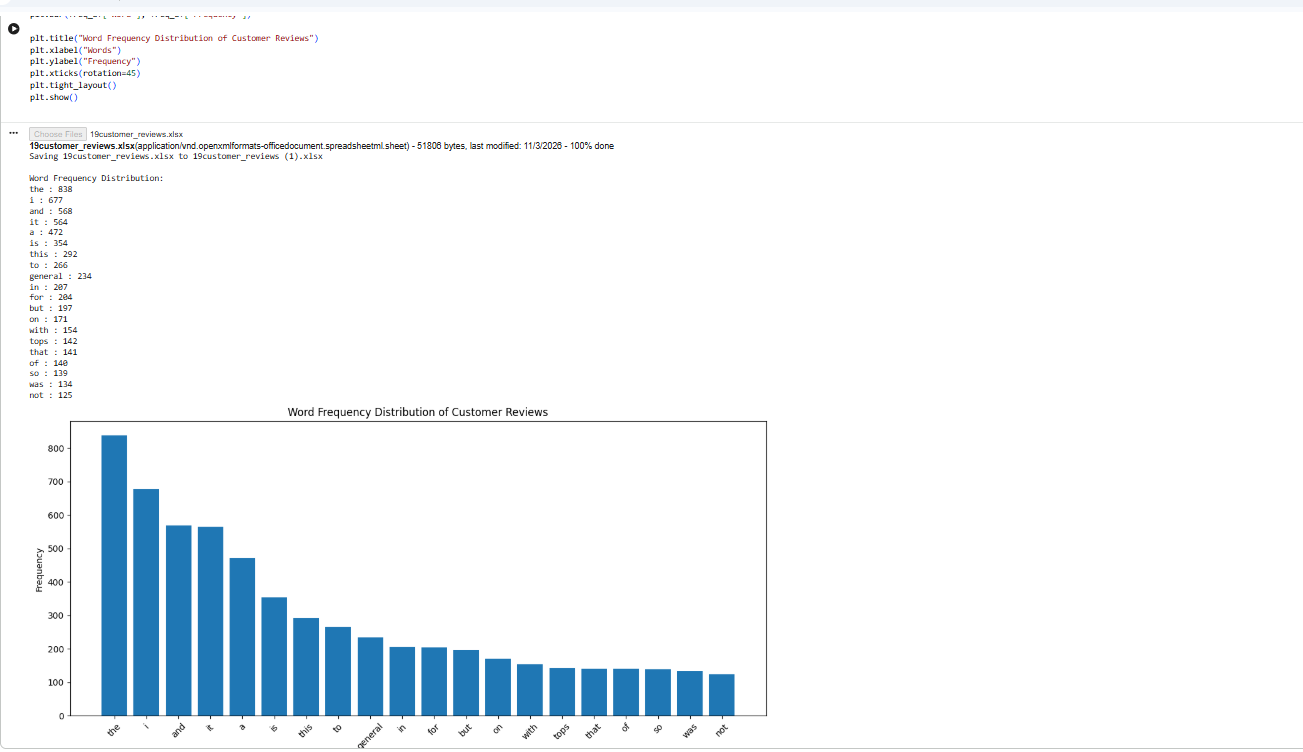 plt.title("Word Frequency Distribution of Customer Reviews")
plt.xlabel("Words")
plt.ylabel("Frequency")
plt.xticks(rotation=45)
plt.tight_layout()
plt.show()
Choose Files 19customer_reviews.xlsx
19customer_reviews.xlsx(application/vnd.openxmlformats-officedocument.spreadsheetml.sheet) - 51806 bytes, last modified: 11/3/2026 - 100% done
Saving 19customer_reviews.xlsx to 19customer_reviews (1).xlsx
Word Frequency Distribution:
the : 838
i : 677
and : 568
it : 564
a : 472
is : 354
this : 292
to : 266
general : 234
in : 207
for : 204
but : 197
on : 171
with : 154
tops : 142
that : 141
of : 140
so : 139
was : 134
not : 125
Word Frequency Distribution of Customer Reviews
800
700
600
500
400
300
200
100
0
Frequency
the i and it a is this to general in for but on with tops that of so was not